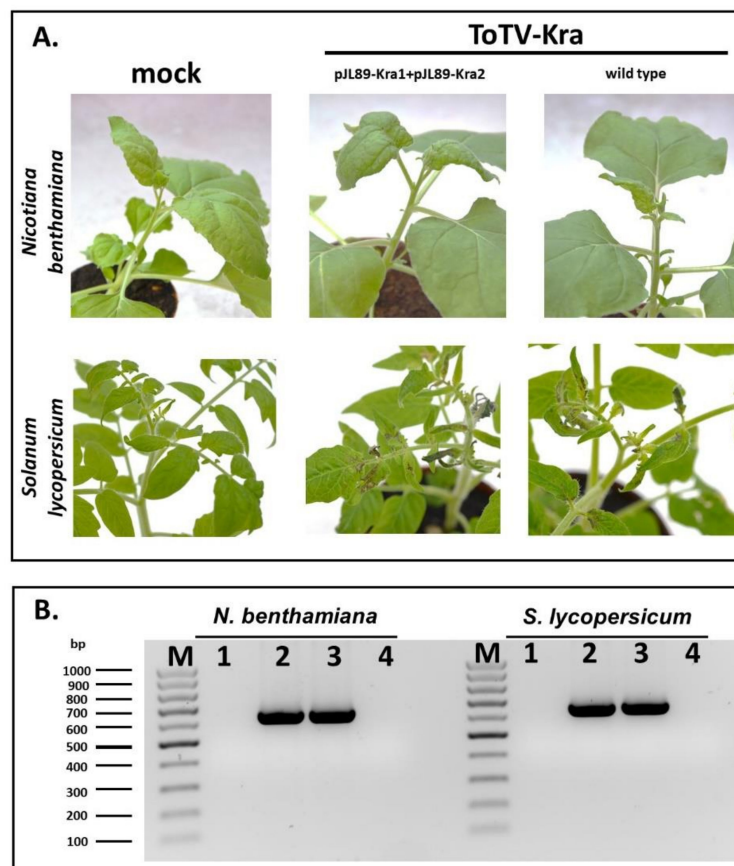 A.
ToTV-Kra
mock
pJL89-Kra1+pJL89-Kra2
wild type
Nicotiana
benthamiana
Solanum
lycopersicum
B.
N. benthamiana
S. lycopersicum
bp
M 1 2 3 4
M 1 2 3 4
1000
900
800
700
600
500
400
300
200
100